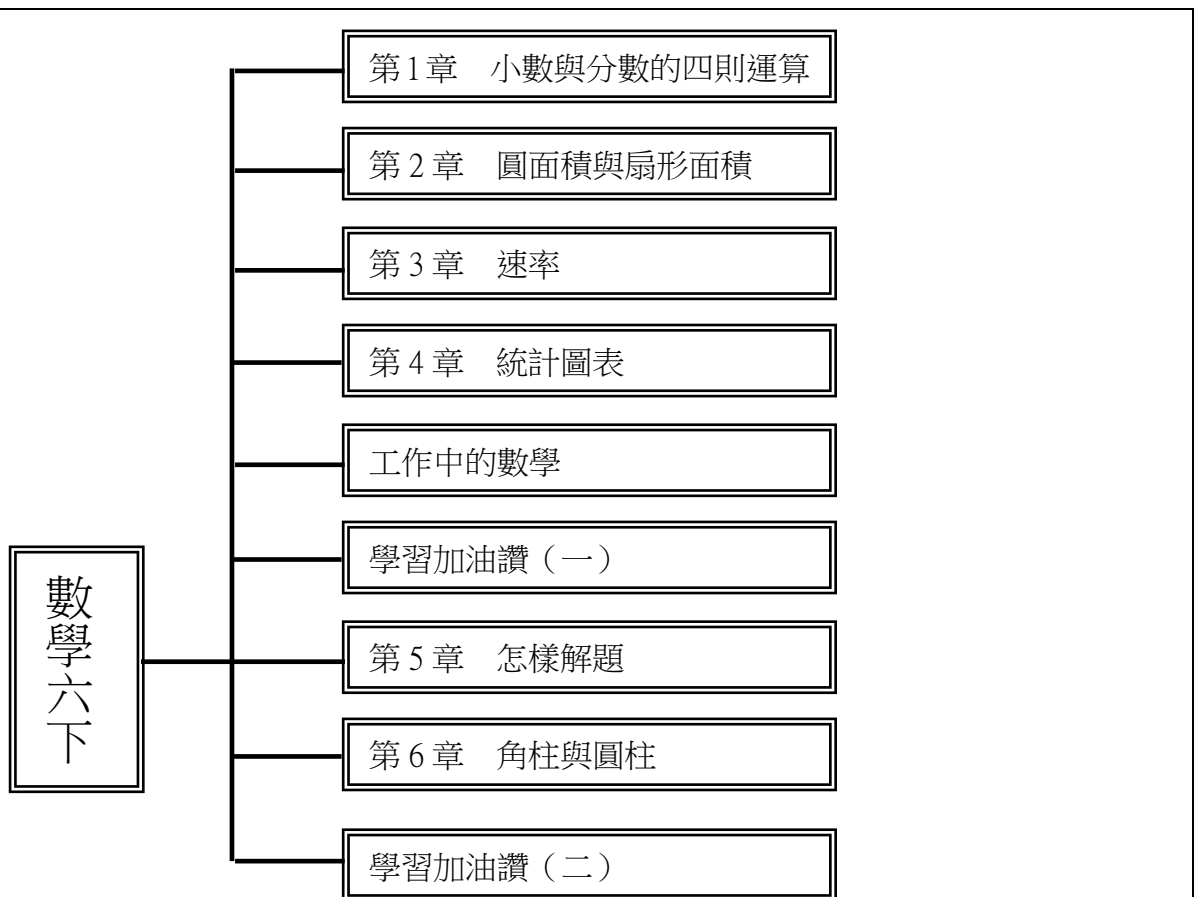 第1章　小數與分數的四則運算
第2章　圓面積與扇形面積
第3章　速率
第4章　統計圖表
工作中的數學
學習加油讚（一）
數學六下
第5章　怎樣解題
第6章　角柱與圓柱
學習加油讚（二）